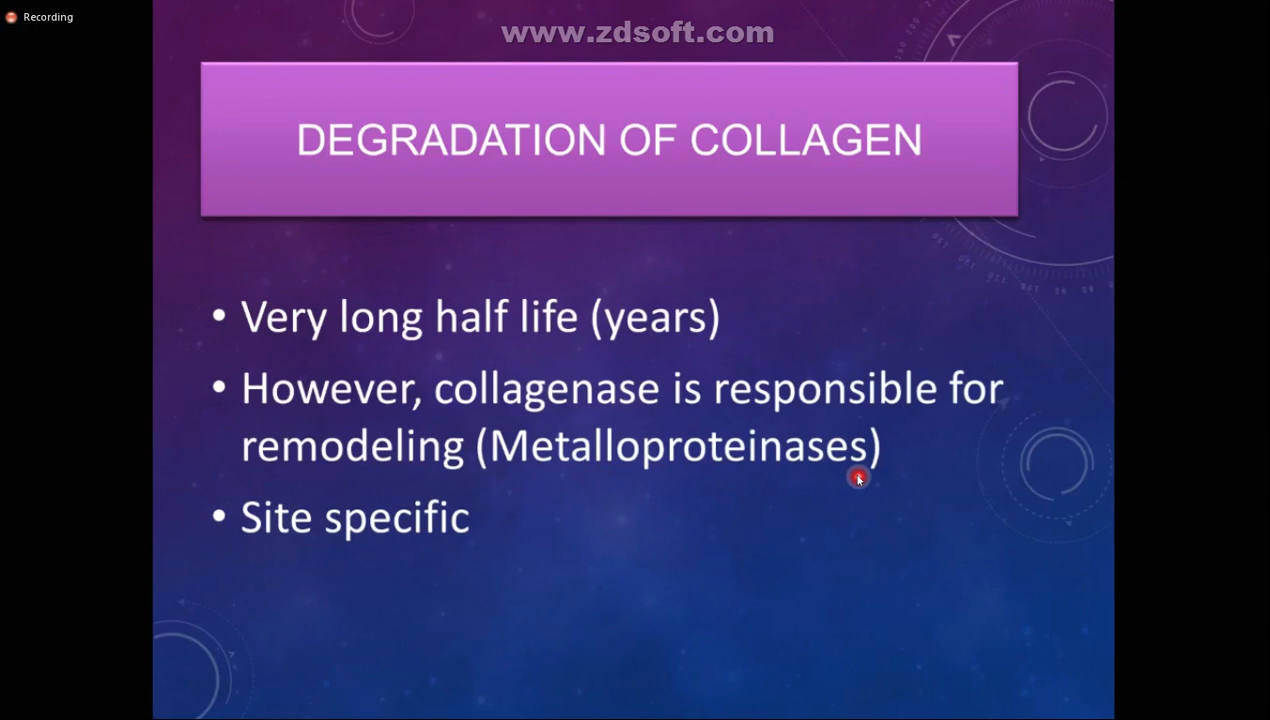 Recording
www.zdsoft.com
DEGRADATION OF COLLAGEN
• Very long half life (years)
• However, collagenase is responsible for
remodeling (Metalloproteinases)
• Site specific